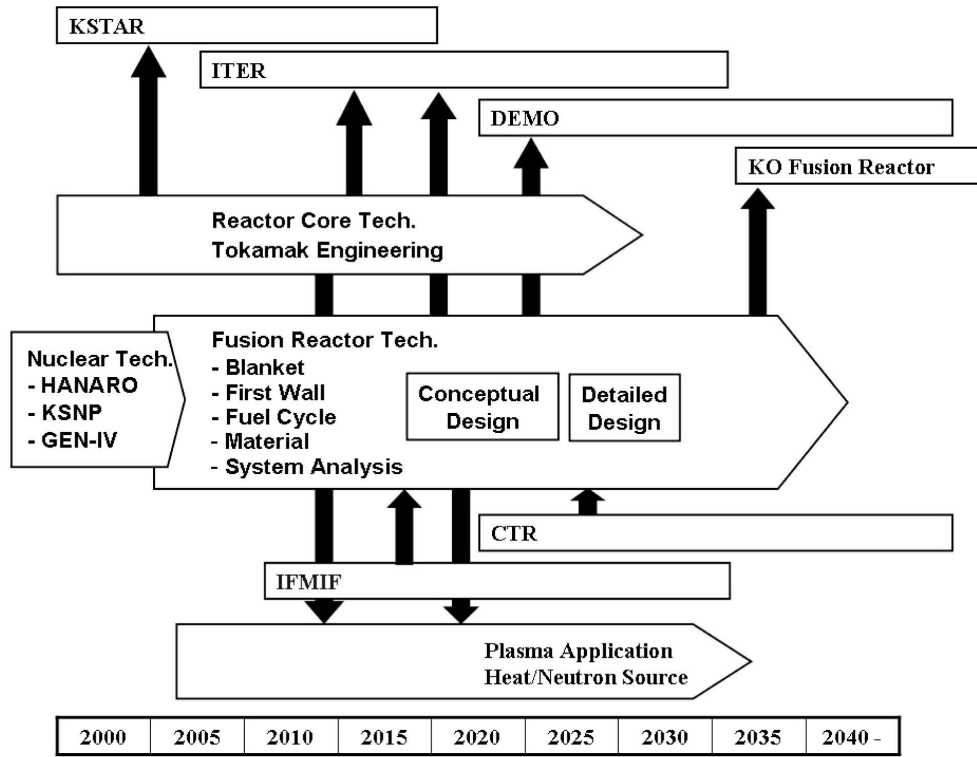 KSTAR
ITER
DEMO
KO Fusion Reactor
Reactor Core Tech.
Tokamak Engineering
Nuclear Tech.
- HANARO
- KSNP
- GEN-IV
Fusion Reactor Tech.
- Blanket
- First Wall
- Fuel Cycle
- Material
- System Analysis
Conceptual
Design
Detailed
Design
CTR
IFMIF
Plasma Application
Heat/Neutron Source
2000 2005 2010 2015 2020 2025 2030 2035 2040 -